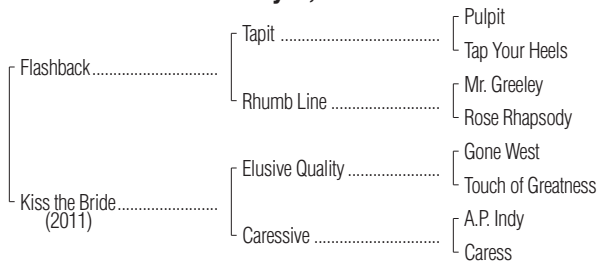 Pulpit
Tapit
Tap Your Heels
Flashback
Mr. Greeley
Rhumb Line
Rose Rhapsody
Gone West
Elusive Quality
Touch of Greatness
Kiss the Bride
(2011)
A.P. Indy
Caressive
Caress